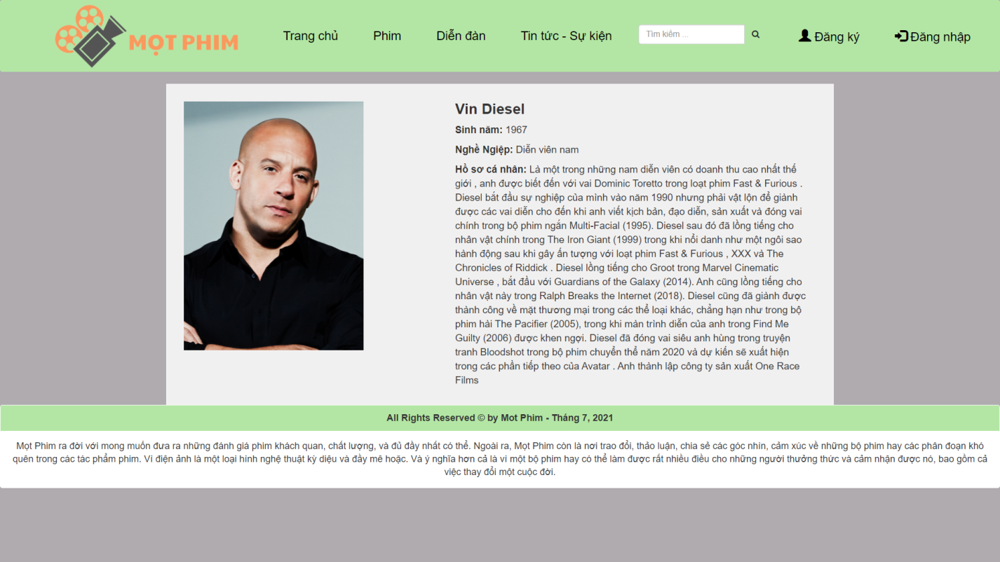 MỌT PHIM
Trang chủ
Phim
Diễn đàn
Tin tức - Sự kiện
Tìm kiếm ...
Đăng ký
Đăng nhập
Vin Diesel
Sinh năm: 1967
Nghề Ngiệp: Diễn viên nam
Hồ sơ cá nhân: Là một trong những nam diễn viên có doanh thu cao nhất thế
giới , anh được biết đến với vai Dominic Toretto trong loạt phim Fast & Furious .
Diesel bắt đầu sự nghiệp của mình vào năm 1990 nhưng phải vật lộn để giành
được các vai diễn cho đến khi anh viết kịch bản, đạo diễn, sản xuất và đóng vai
chính trong bộ phim ngắn Multi-Facial (1995). Diesel sau đó đã lồng tiếng cho
nhân vật chính trong The Iron Giant (1999) trong khi nổi danh như một ngôi sao
hành động sau khi gây ấn tượng với loạt phim Fast & Furious , XXX và The
Chronicles of Riddick . Diesel lồng tiếng cho Groot trong Marvel Cinematic
Universe , bắt đầu với Guardians of the Galaxy (2014). Anh cũng lồng tiếng cho
nhân vật này trong Ralph Breaks the Internet (2018). Diesel cũng đã giành được
thành công về mặt thương mại trong các thể loại khác, chẳng hạn như trong bộ
phim hài The Pacifier (2005), trong khi màn trình diễn của anh trong Find Me
Guilty (2006) được khen ngợi. Diesel đã đóng vai siêu anh hùng trong truyện
tranh Bloodshot trong bộ phim chuyển thể năm 2020 và dự kiến sẽ xuất hiện
trong các phần tiếp theo của Avatar . Anh thành lập công ty sản xuất One Race
Films
All Rights Reserved © by Mot Phim - Tháng 7, 2021
Mọt Phim ra đời với mong muốn đưa ra những đánh giá phim khách quan, chất lượng, và đủ đầy nhất có thể. Ngoài ra, Mọt Phim còn là nơi trao đổi, thảo luận, chia sẻ các góc nhìn, cảm xúc về những bộ phim hay các phân đoạn khó
quên trong các tác phẩm phim. Vì điện ảnh là một loại hình nghệ thuật kỳ diệu và đầy mê hoặc. Và ý nghĩa hơn cả là vì một bộ phim hay có thể làm được rất nhiều điều cho những người thưởng thức và cảm nhận được nó, bao gồm cả
việc thay đổi một cuộc đời.